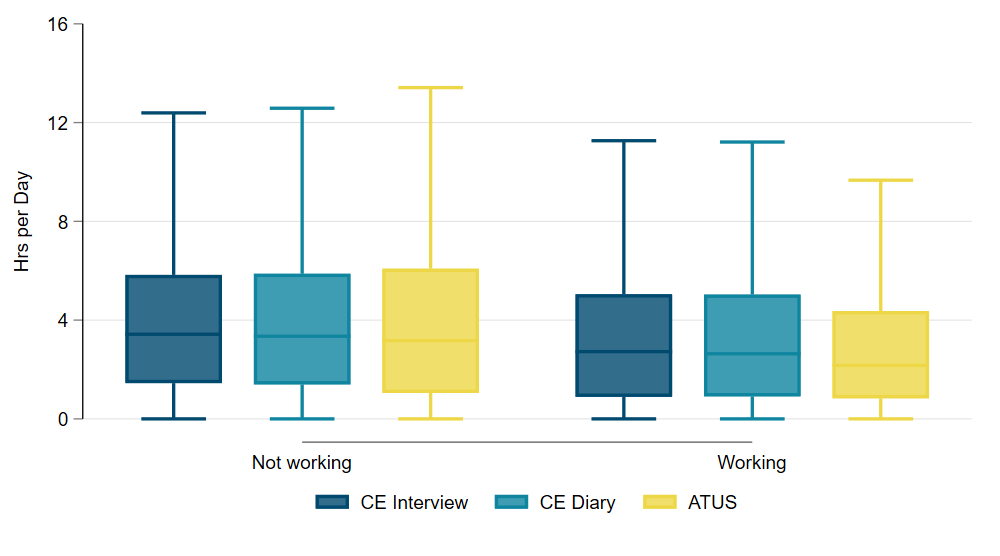 16
12
8
4
0
Hrs per Day
Not working
Working
CE Interview
CE Diary
ATUS